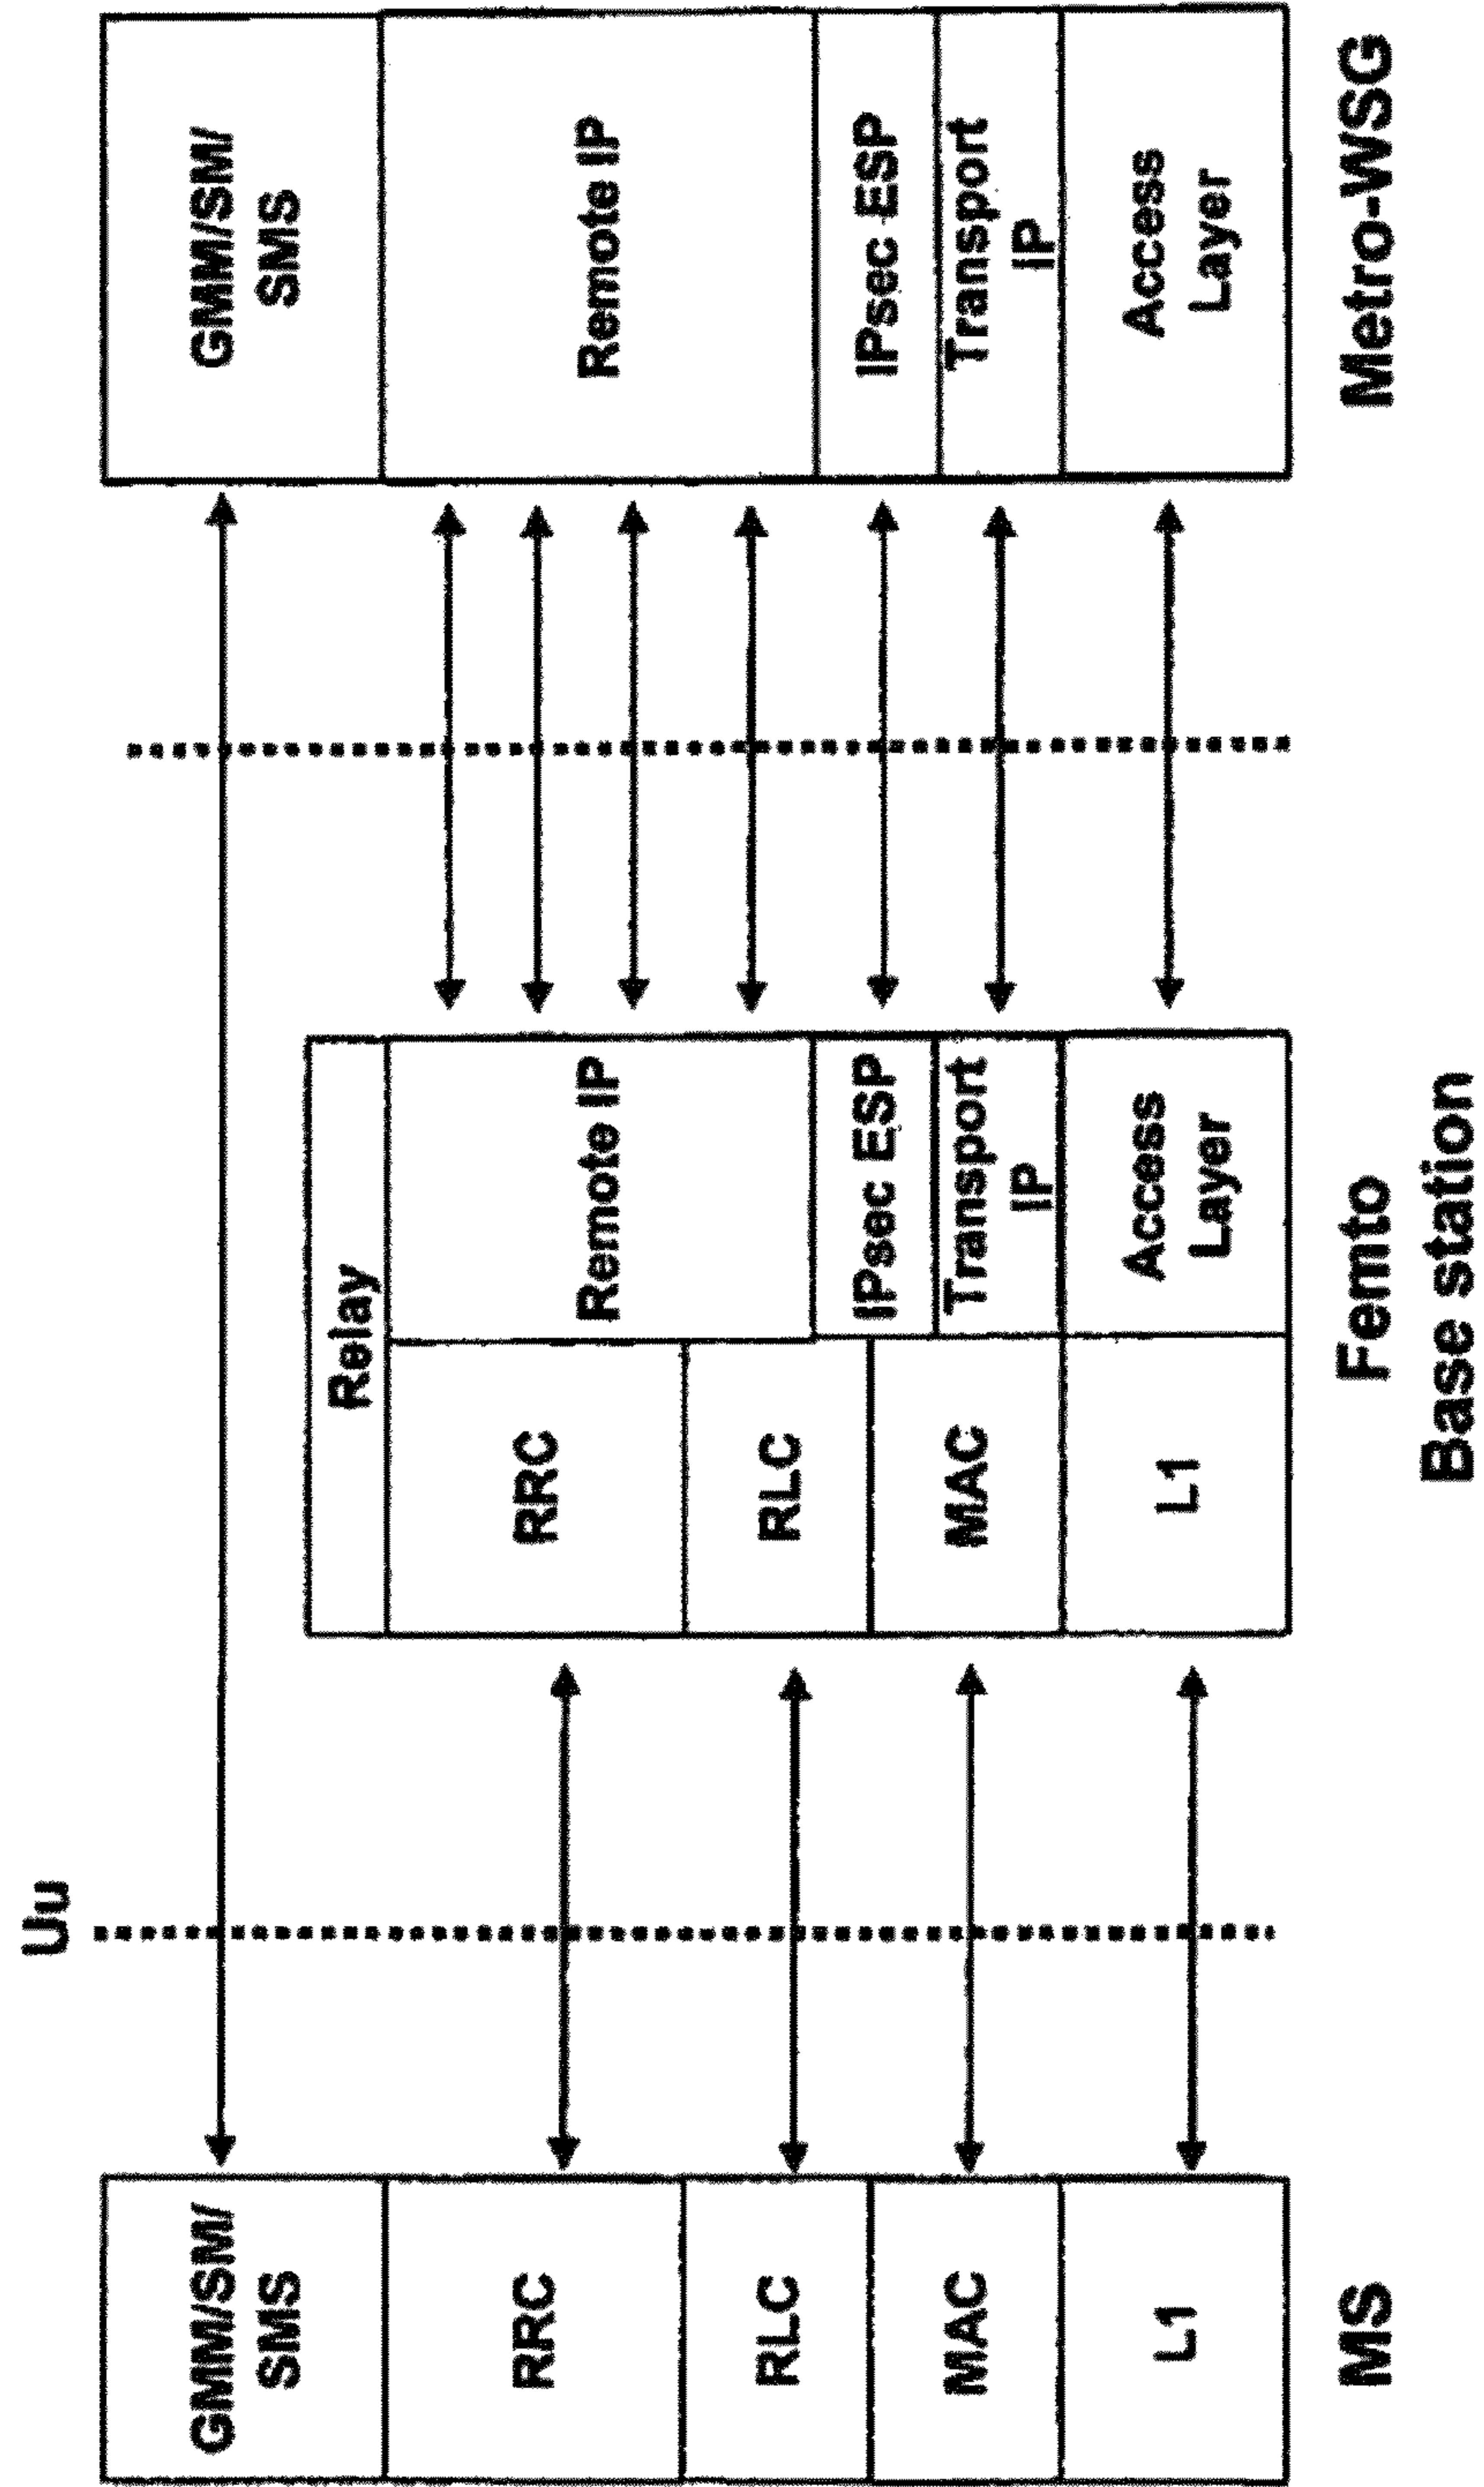 Uu
GMM/SM/
SMS
RRC
RLC
MAC
L1
MS
Relay
RRC
RLC
MAC
L1
Remote IP
IPsec ESP
Transport
IP
Access
Layer
Femto
Base station
GMM/SM/
SMS
Remote IP
IPsec ESP
Transport
IP
Access
Layer
Metro-WSG